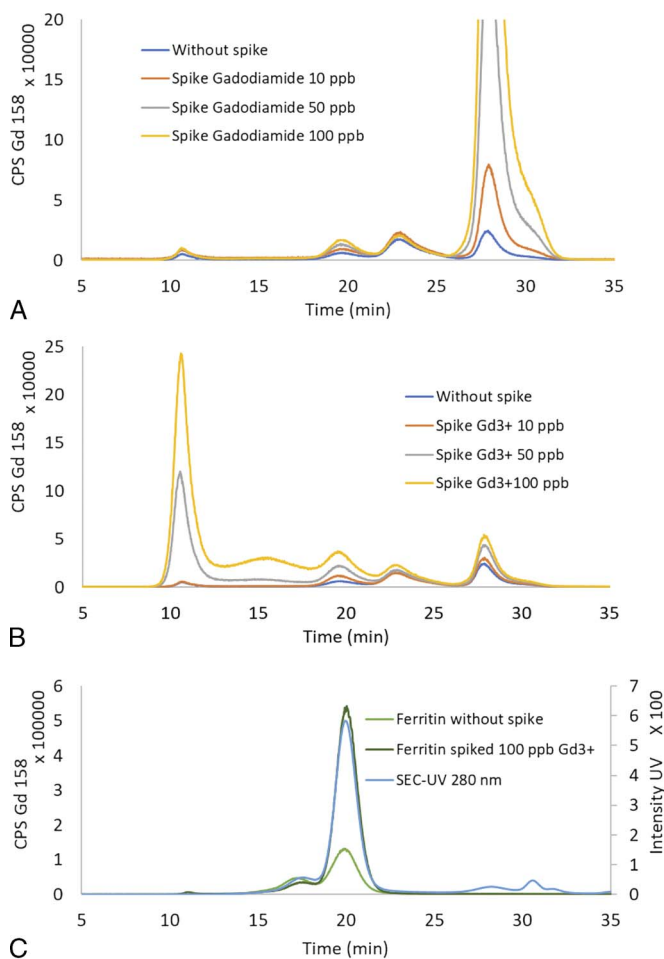 CPS Gd 158
x 10000
20
15
10
5
0
Without spike
Spike Gadodiamide 10 ppb
Spike Gadodiamide 50 ppb
Spike Gadodiamide 100 ppb
5 10 15 20 25 30 35
Time (min)
A
CPS Gd 158
x 10000
25
20
15
10
5
0
Without spike
Spike Gd3+ 10 ppb
Spike Gd3+ 50 ppb
Spike Gd3+100 ppb
5 10 15 20 25 30 35
Time (min)
B
CPS Gd 158
x 100000
6
5
4
3
2
1
0
Ferritin without spike
Ferritin spiked 100 ppb Gd3+
SEC-UV 280 nm
7
6
5
4
3
2
1
0
Intensity UV X 100
5 10 15 20 25 30 35
Time (min)
C